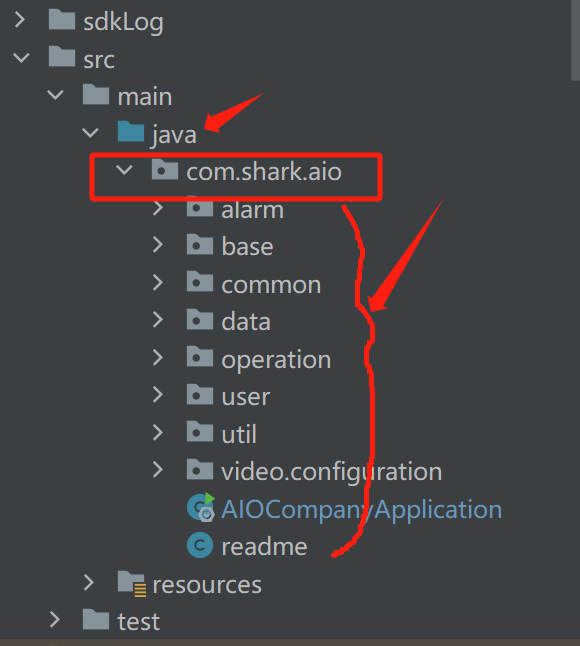 sdkLog
src
main
java
com.shark.aio
alarm
base
common
data
operation
user
util
video.configuration
AIOCompanyApplication
readme
resources
test